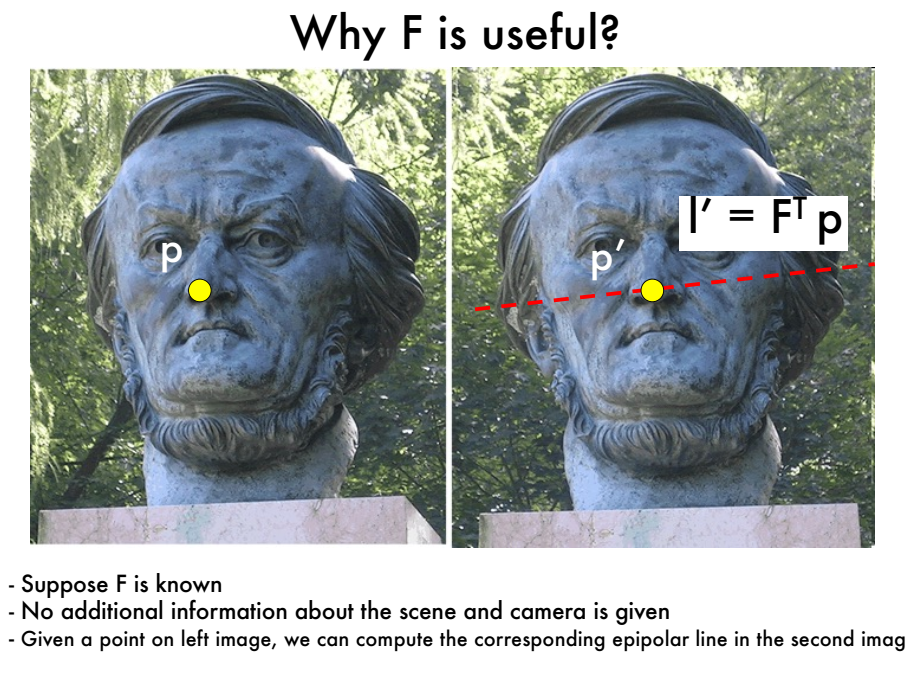 Why F is useful?
p
p′
l′ = Fᵀ p
- Suppose F is known
- No additional information about the scene and camera is given
- Given a point on left image, we can compute the corresponding epipolar line in the second imag